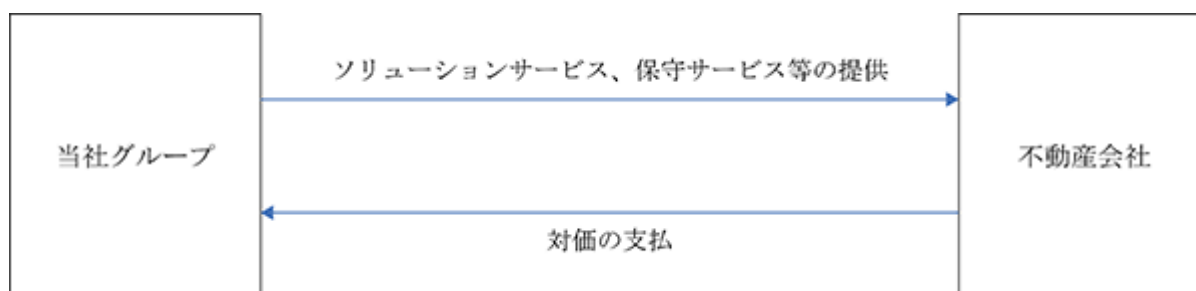 ソリューションサービス、保守サービス等の提供
当社グループ
不動産会社
対価の支払